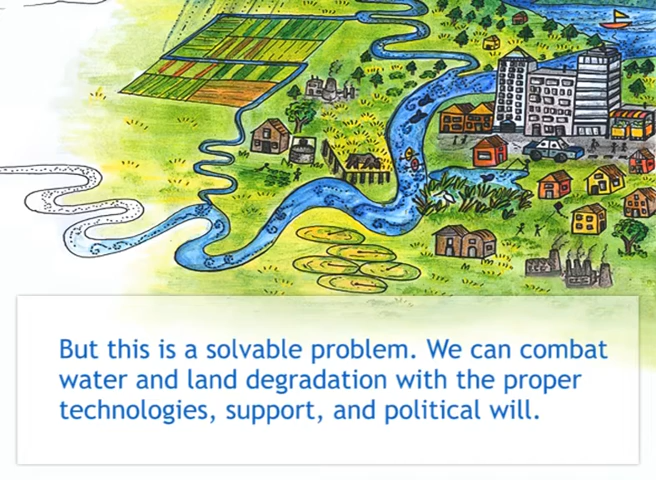 But this is a solvable problem. We can combat
water and land degradation with the proper
technologies, support, and political will.